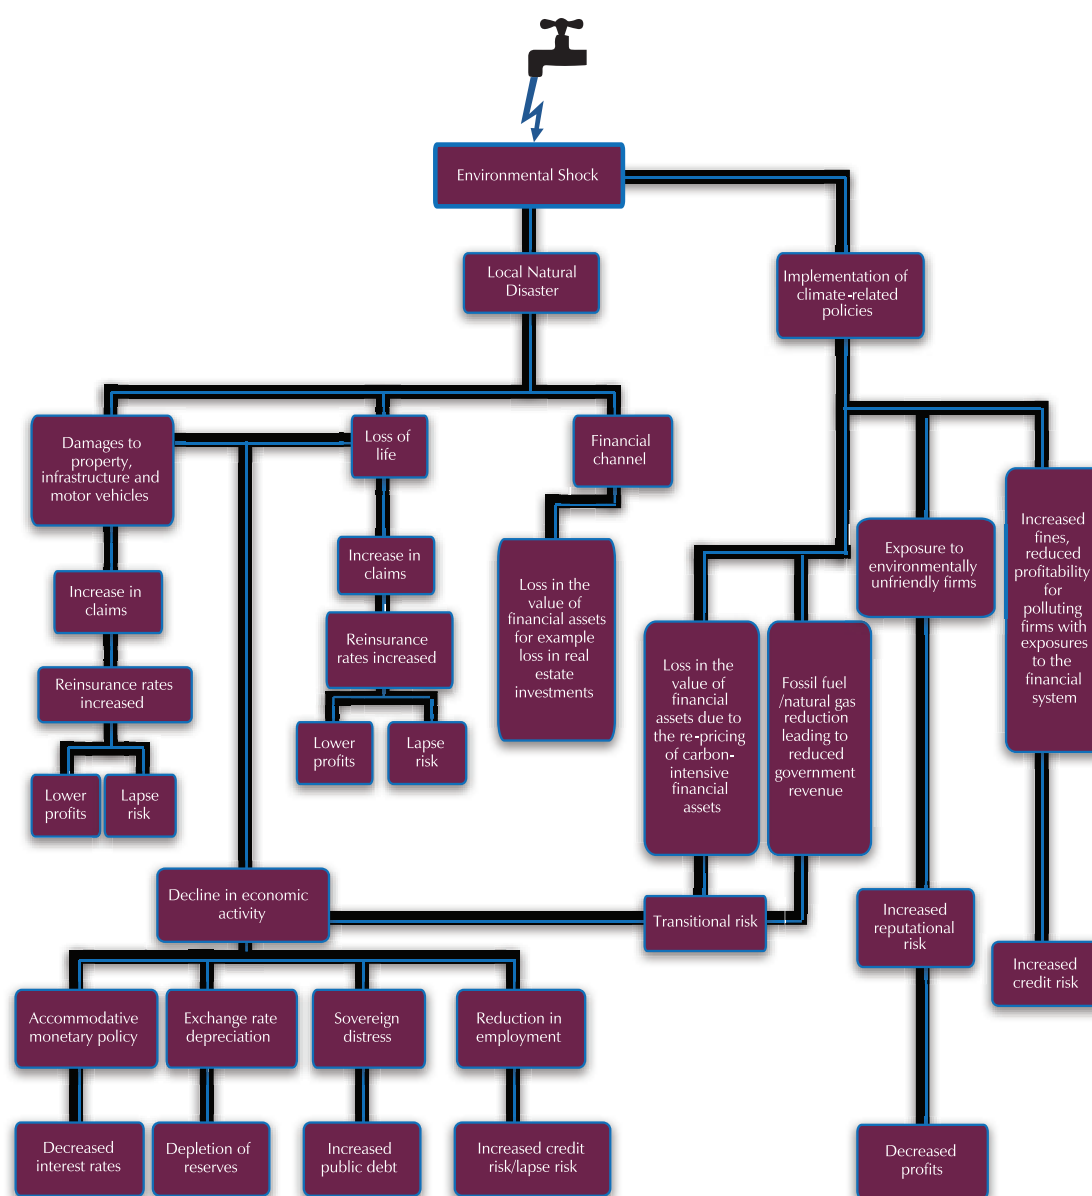 Environmental Shock
Local Natural
Disaster
Implementation of
climate-related
policies
Damages to
property,
infrastructure and
motor vehicles
Loss of
life
Financial
channel
Increase in
claims
Reinsurance rates
increased
Lower
profits
Lapse
risk
Increase in
claims
Reinsurance
rates increased
Lower
profits
Lapse
risk
Loss in the
value of
financial assets
for example
loss in real
estate
investments
Loss in the
value of
financial
assets due to
the re-pricing
of carbon-
intensive
financial
assets
Fossil fuel
/natural gas
reduction
leading to
reduced
government
revenue
Exposure to
environmentally
unfriendly firms
Increased
fines,
reduced
profitability
for
polluting
firms with
exposures
to the
financial
system
Decline in economic
activity
Transitional risk
Increased
reputational
risk
Increased
credit risk
Accommodative
monetary policy
Exchange rate
depreciation
Sovereign
distress
Reduction in
employment
Decreased
interest rates
Depletion of
reserves
Increased
public debt
Increased credit
risk/lapse risk
Decreased
profits